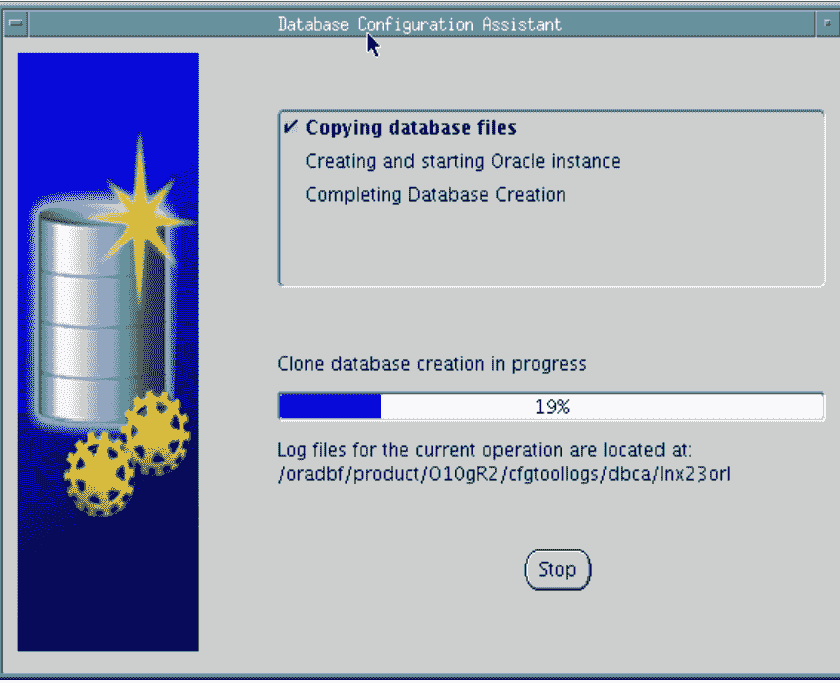 Database Configuration Assistant
✔ Copying database files
Creating and starting Oracle instance
Completing Database Creation
Clone database creation in progress
19%
Log files for the current operation are located at:
/oradbf/product/O10gR2/cfgtoollogs/dbca/lnx23orl
Stop